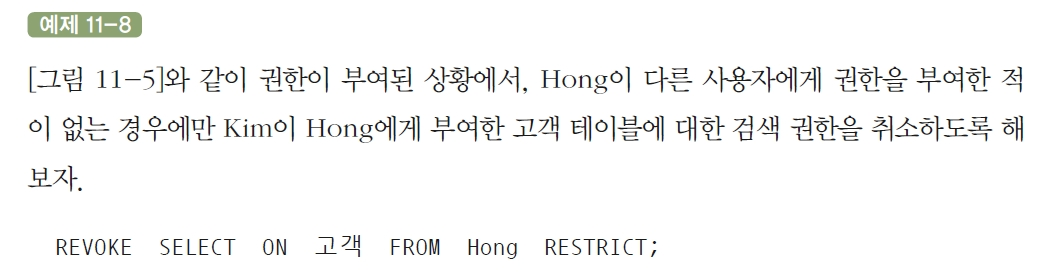 예제 11-8
[그림 11-5]와 같이 권한이 부여된 상황에서, Hong이 다른 사용자에게 권한을 부여한 적
이 없는 경우에만 Kim이 Hong에게 부여한 고객 테이블에 대한 검색 권한을 취소하도록 해
보자.
REVOKE SELECT ON 고객 FROM Hong RESTRICT;